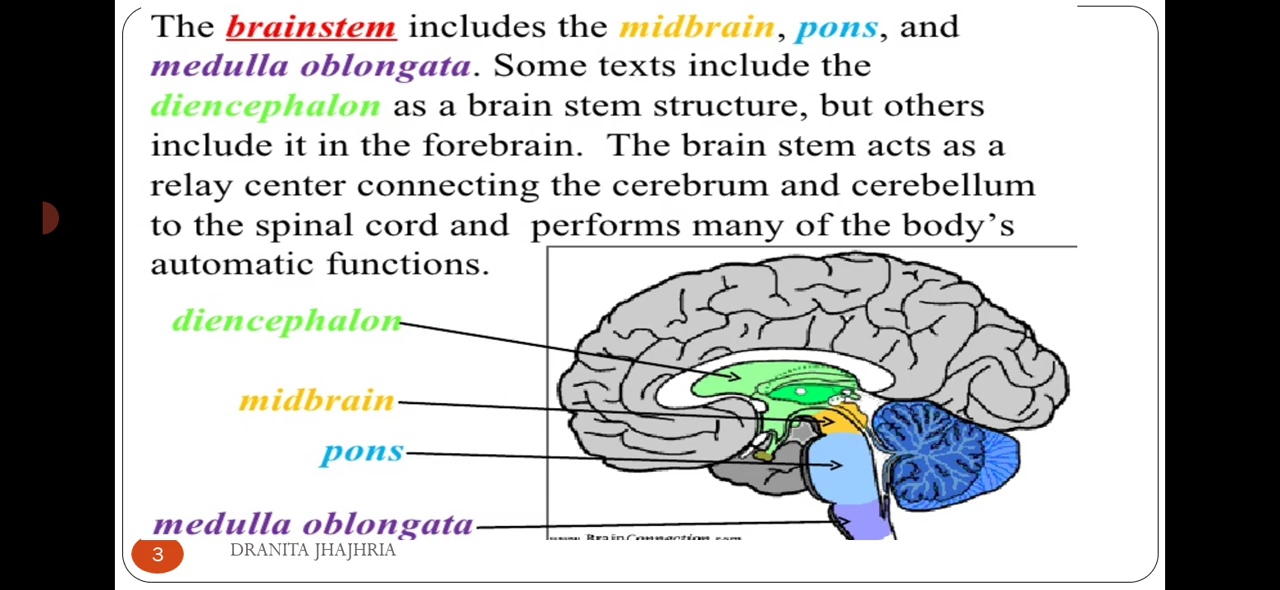 The brainstem includes the midbrain, pons, and
medulla oblongata. Some texts include the
diencephalon as a brain stem structure, but others
include it in the forebrain. The brain stem acts as a
relay center connecting the cerebrum and cerebellum
to the spinal cord and performs many of the body's
automatic functions.
diencephalon
midbrain
pons
medulla oblongata
www.BrainConnection.com
3
DRANITA JHAJHRIA